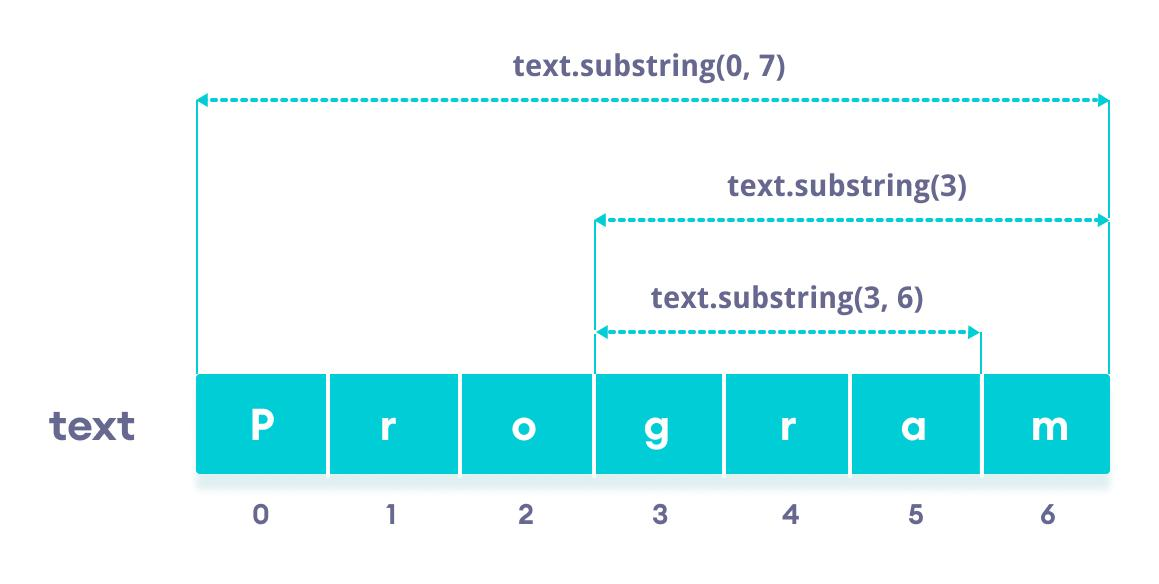 text.substring(0, 7)
text.substring(3)
text.substring(3, 6)
text P r o g r a m
0 1 2 3 4 5 6